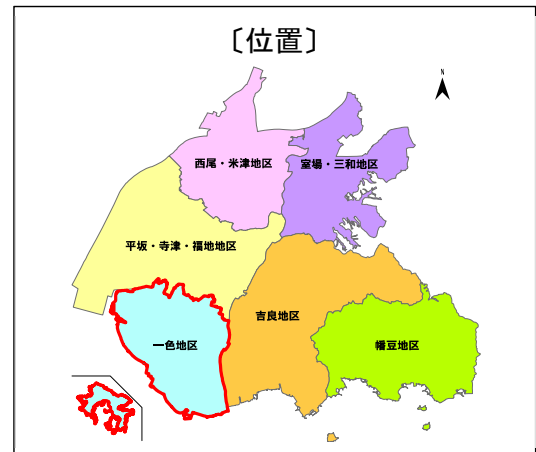 〔位置〕
N
西尾・米津地区
室場・三和地区
平坂・寺津・福地地区
吉良地区
一色地区
幡豆地区